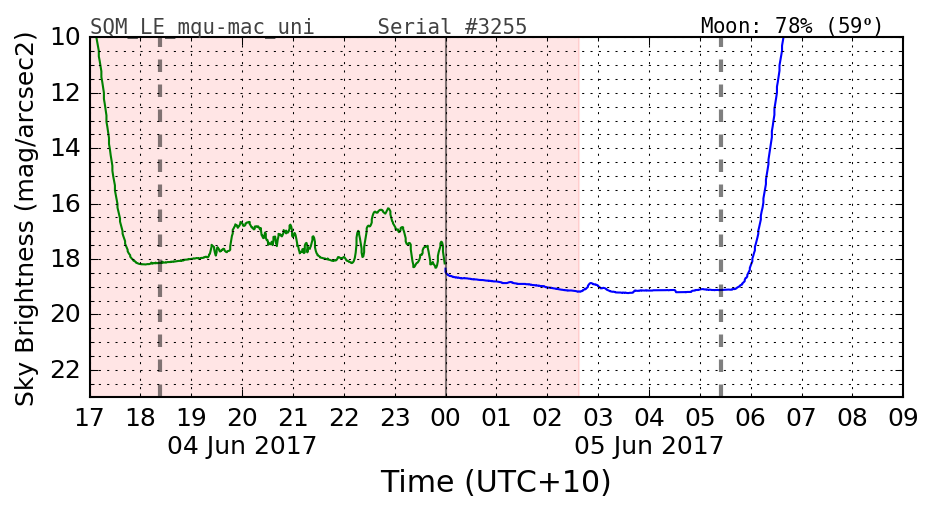 SQM_LE_mqu-mac_uni Serial #3255 Moon: 78% (59°)
Sky Brightness (mag/arcsec2)
10
12
14
16
18
20
22
17 18 19 20 21 22 23 00 01 02 03 04 05 06 07 08 09
04 Jun 2017 05 Jun 2017
Time (UTC+10)